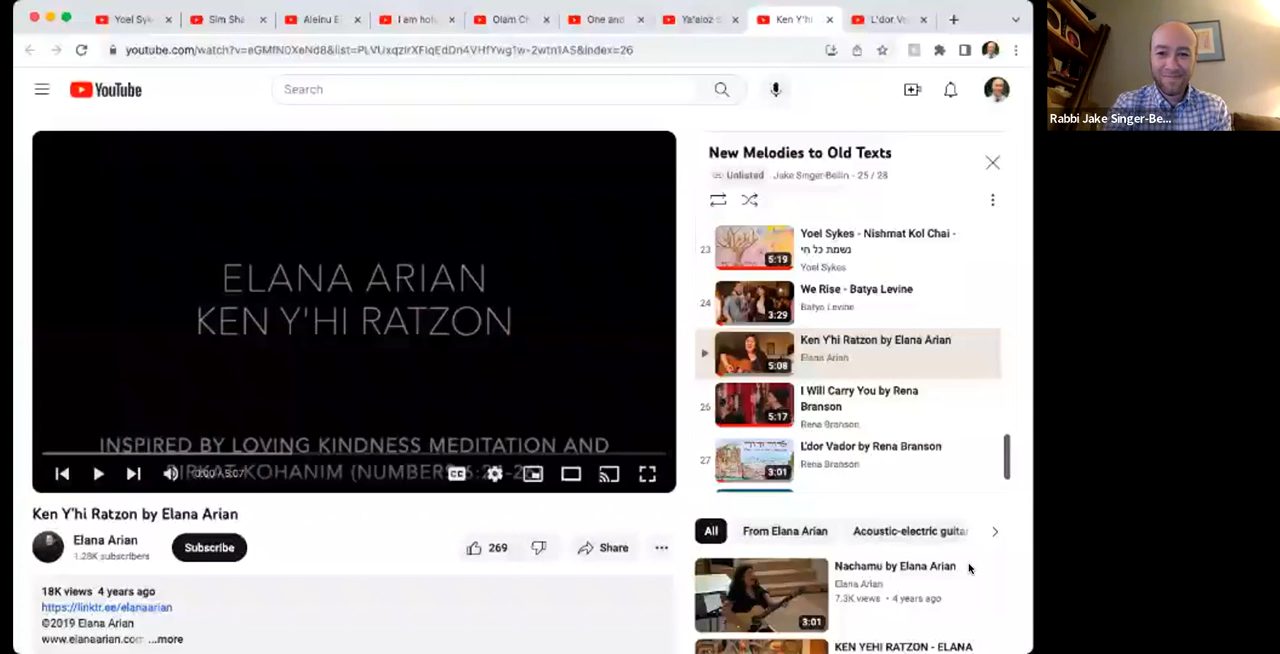 Yoel Syk
Sim Sha
Aleinu
I am hol
Olam Ch
One and
Ya'aloz
Ken Y'hi
L'dor V
youtube.com/watch?v=eGMfN0XeNd8&list=PLVUxqzirXFiqEdDn4VHfYwg1w-2wtn1AS&index=26
YouTube
Search
ELANA ARIAN
KEN Y'HI RATZON
INSPIRED BY LOVING KINDNESS MEDITATION AND
KOHANIM (NUMBERS
0:00 / 5:07
CC
New Melodies to Old Texts
Unlisted Jake Singer-Beilin - 25 / 28
23
5:19
Yoel Sykes - Nishmat Kol Chai -
נשמת כל חי
Yoel Sykes
24
3:29
We Rise - Batya Levine
Batya Levine
5:08
Ken Y'hi Ratzon by Elana Arian
Elana Arian
26
5:17
I Will Carry You by Rena
Branson
Rena Branson
27
3:01
L'dor Vador by Rena Branson
Rena Branson
Ken Y'hi Ratzon by Elana Arian
Elana Arian
1.28K subscribers
Subscribe
269
Share
18K views 4 years ago
https://linktr.ee/elanaarian
©2019 Elana Arian
www.elanaarian.com ...more
All
From Elana Arian
Acoustic-electric guitar
3:01
Nachamu by Elana Arian
Elana Arian
7.3K views • 4 years ago
KEN YEHI RATZON - ELANA
Rabbi Jake Singer-Be...